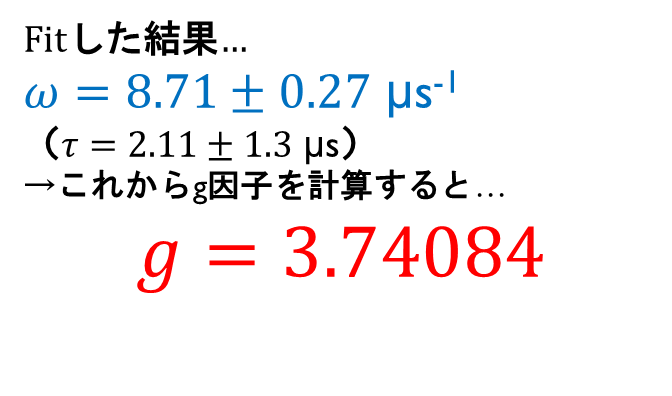 Fitした結果…
ω = 8.71 ± 0.27 μs⁻¹
（τ = 2.11 ± 1.3 μs）
→これからg因子を計算すると…
g = 3.74084